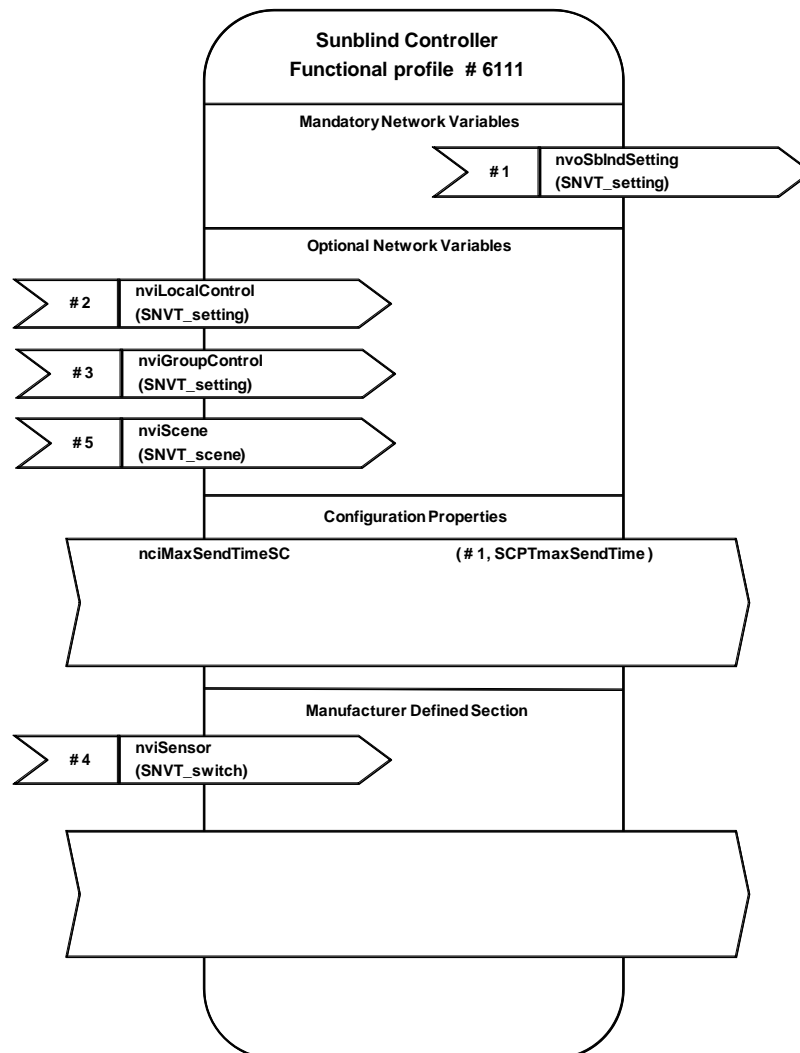 Sunblind Controller
Functional profile # 6111
Mandatory Network Variables
# 1
nvoSblndSetting
(SNVT_setting)
Optional Network Variables
# 2
nviLocalControl
(SNVT_setting)
# 3
nviGroupControl
(SNVT_setting)
# 5
nviScene
(SNVT_scene)
Configuration Properties
nciMaxSendTimeSC (# 1, SCPTmaxSendTime)
Manufacturer Defined Section
# 4
nviSensor
(SNVT_switch)